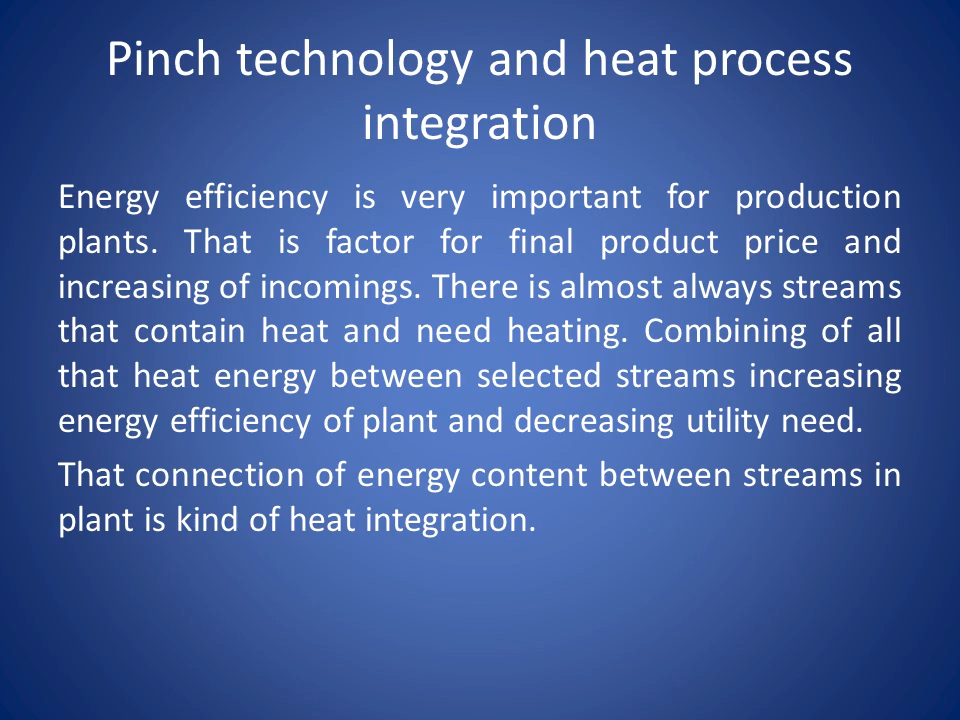 Pinch technology and heat process
integration
Energy efficiency is very important for production
plants. That is factor for final product price and
increasing of incomings. There is almost always streams
that contain heat and need heating. Combining of all
that heat energy between selected streams increasing
energy efficiency of plant and decreasing utility need.
That connection of energy content between streams in
plant is kind of heat integration.